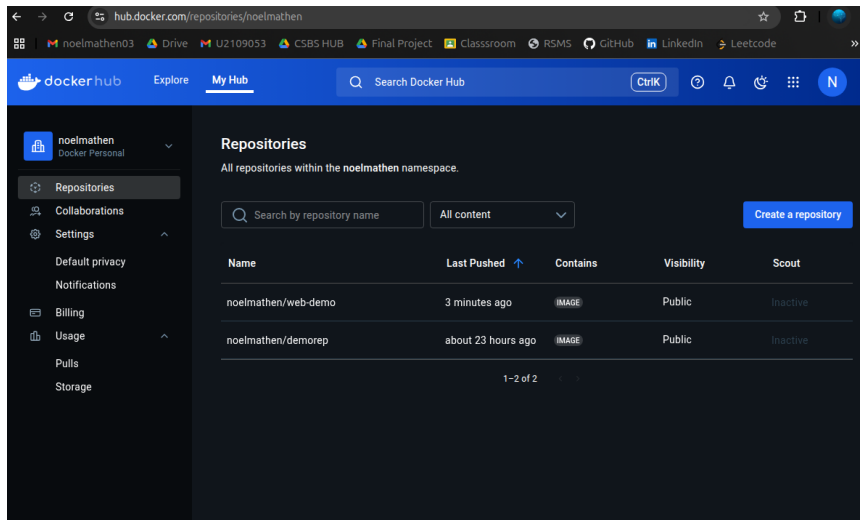 hub.docker.com/repositories/noelmathen
noelmathen03 Drive U2109053 CSBS HUB Final Project Classsroom RSMS GitHub LinkedIn Leetcode »
dockerhub Explore My Hub Search Docker Hub CtrlK N
noelmathen
Docker Personal
Repositories
Collaborations
Settings
Default privacy
Notifications
Billing
Usage
Pulls
Storage
Repositories
All repositories within the noelmathen namespace.
Search by repository name All content Create a repository
Name Last Pushed Contains Visibility Scout
noelmathen/web-demo 3 minutes ago IMAGE Public Inactive
noelmathen/demorep about 23 hours ago IMAGE Public Inactive
1–2 of 2